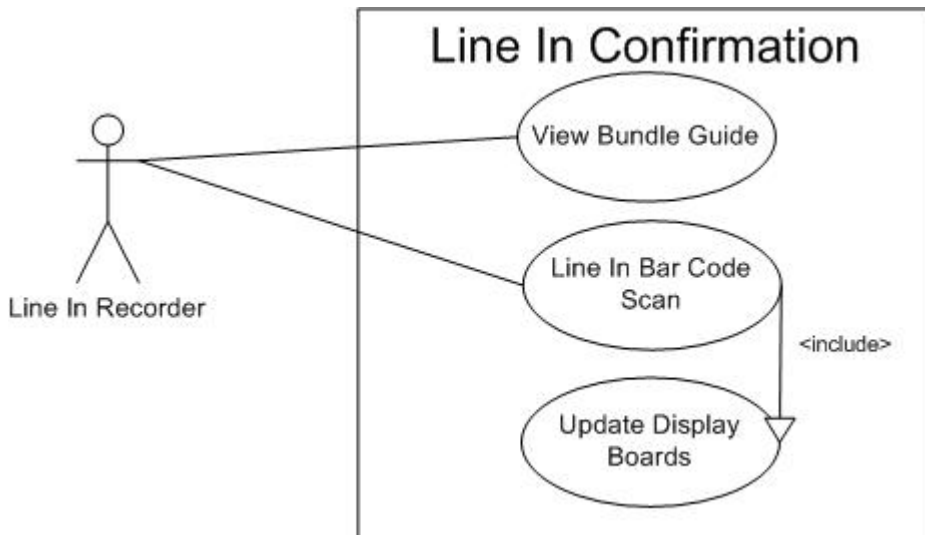 Line In Confirmation
View Bundle Guide
Line In Bar Code
Scan
Line In Recorder
<include>
Update Display
Boards